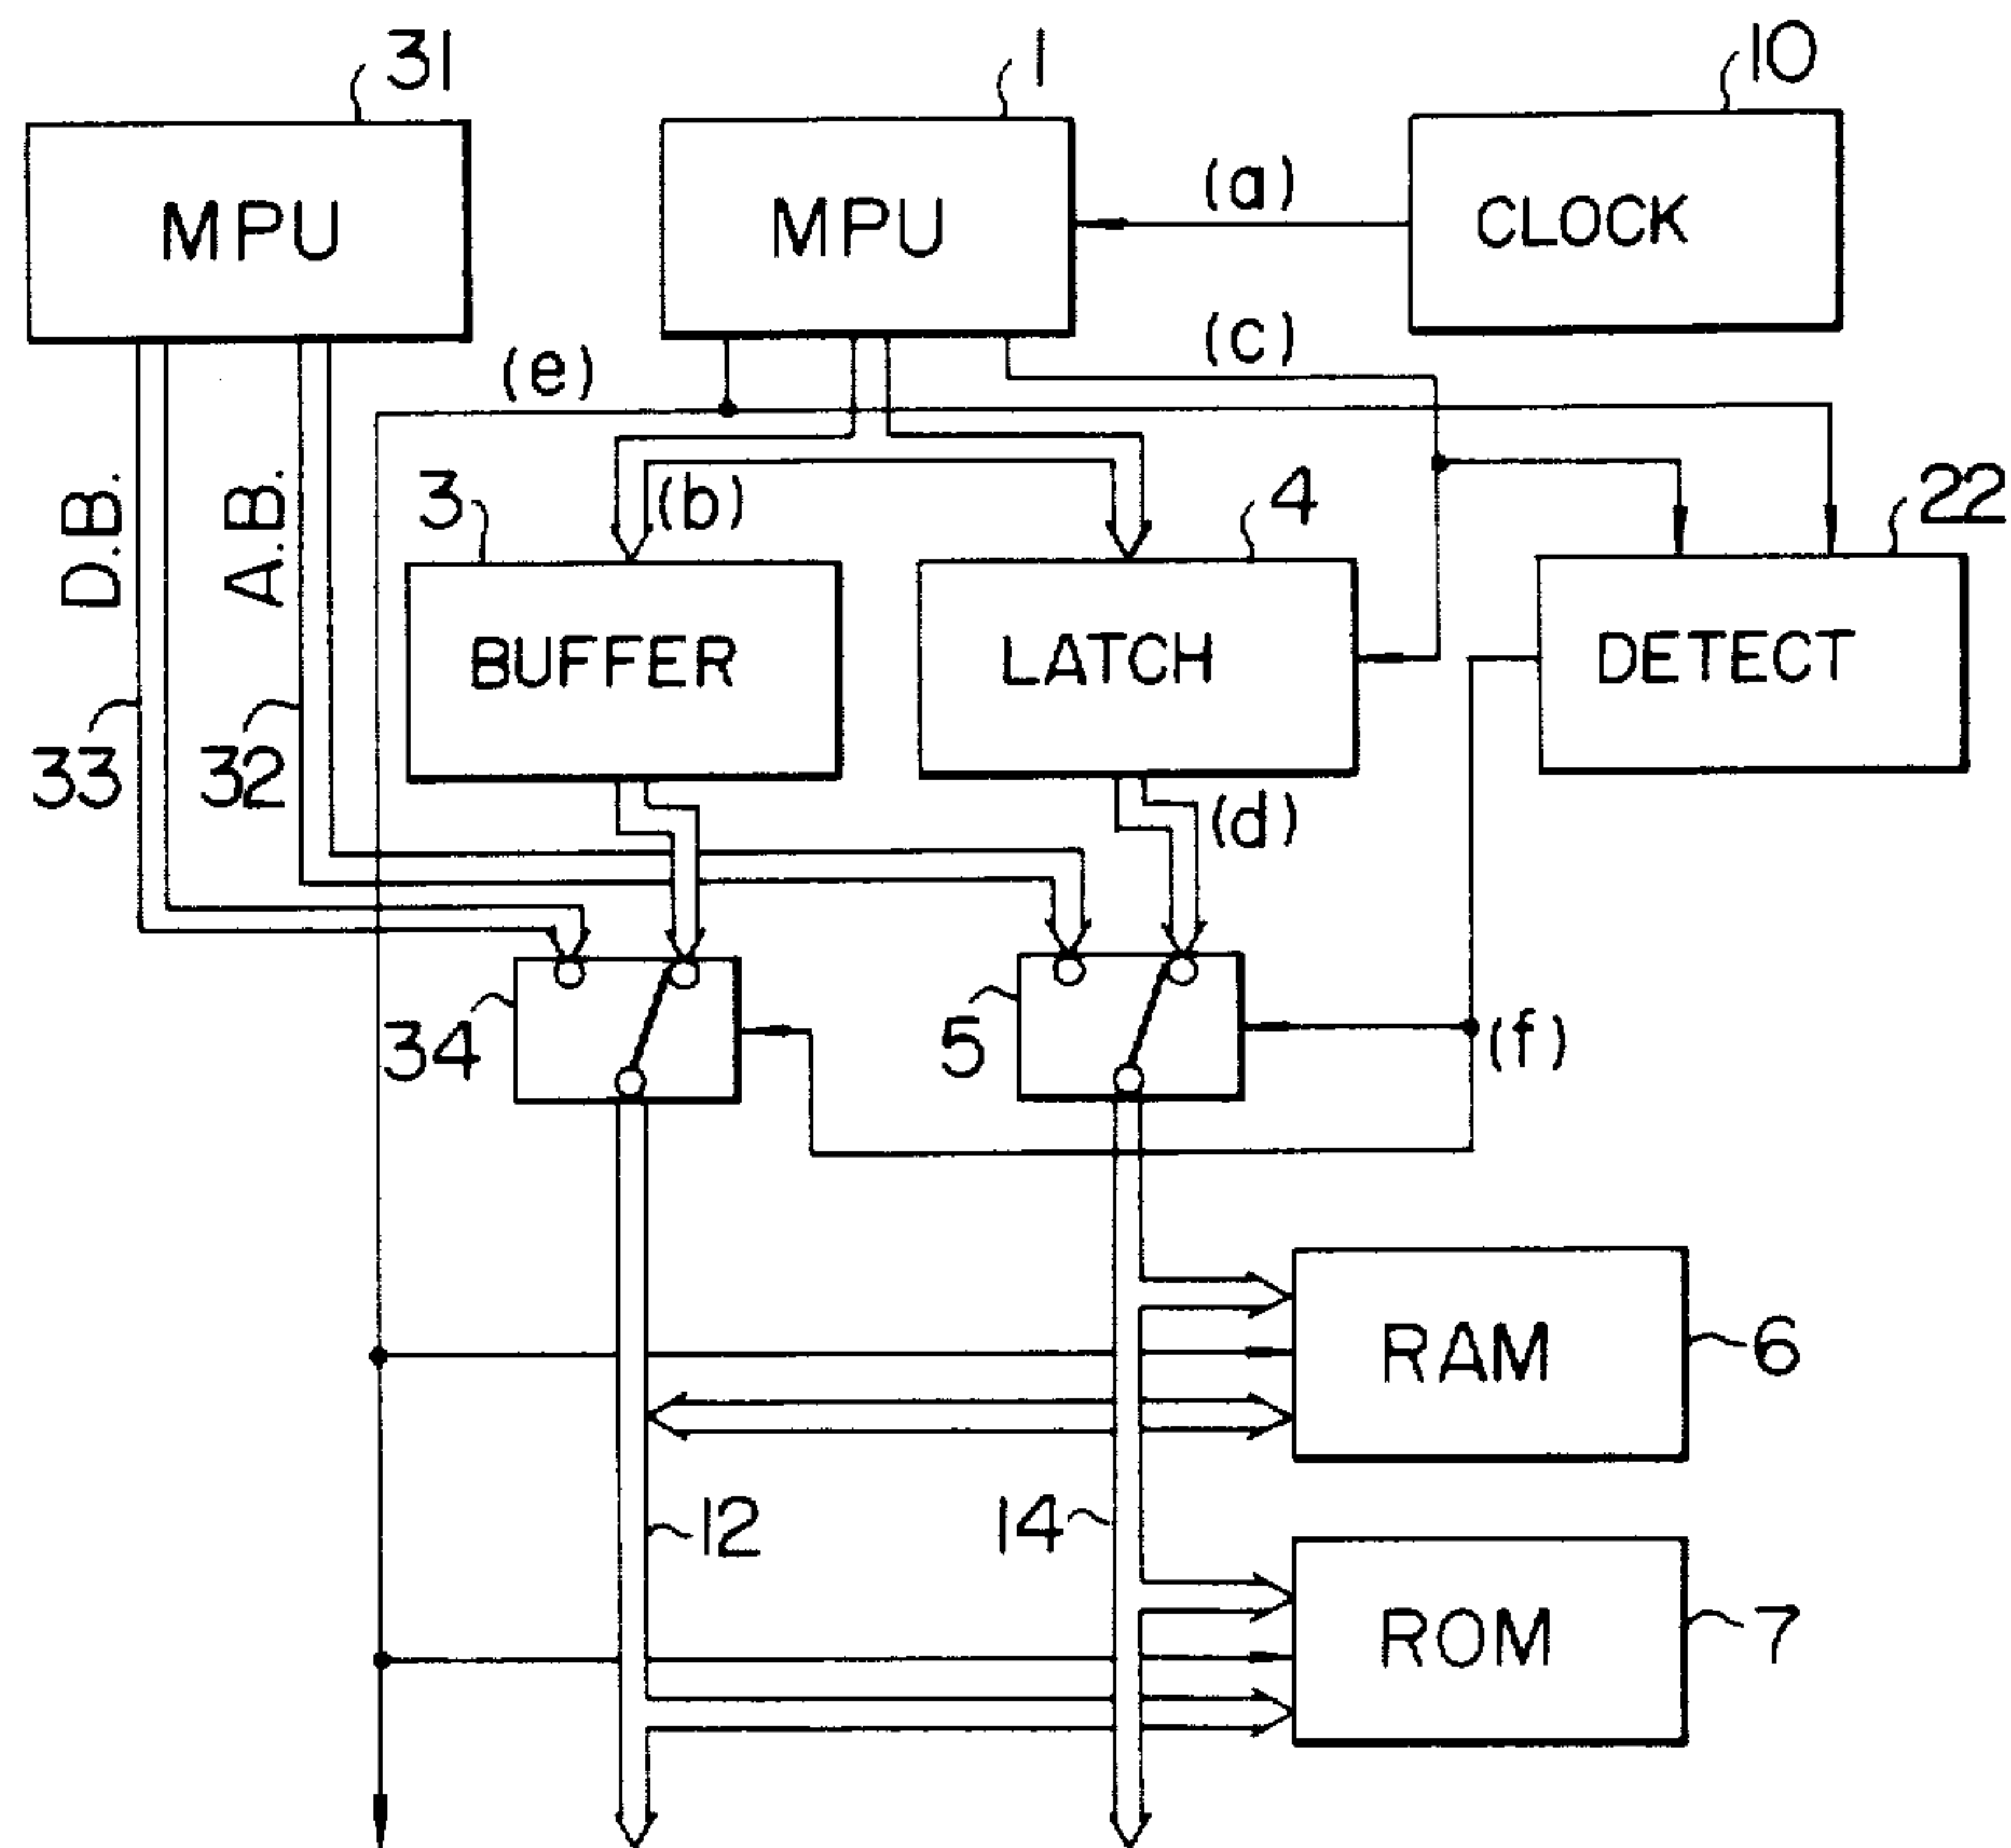 31
1
10
MPU
MPU
(a)
CLOCK
(c)
(e)
D.B.
A.B.
3
(b)
4
22
BUFFER
LATCH
DETECT
33
32
(d)
34
5
(f)
RAM
6
12
14
ROM
7